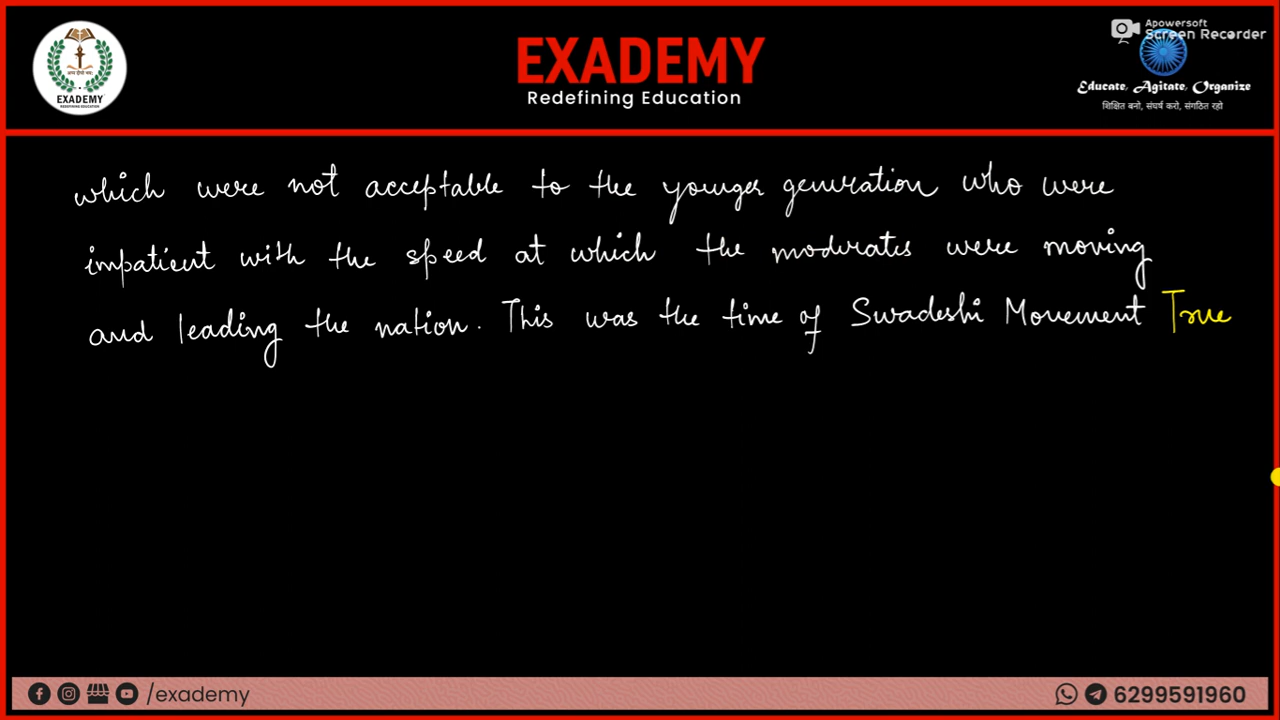 EXADEMY
REDEFINING EDUCATION
EXADEMY
Redefining Education
Apowersoft
Screen Recorder
Educate, Agitate, Organize
शिक्षित बनो, संघर्ष करो, संगठित रहो
which were not acceptable to the younger generation who were
impatient with the speed at which the moderates were moving
and leading the nation. This was the time of Swadeshi Movement True
/exademy
6299591960